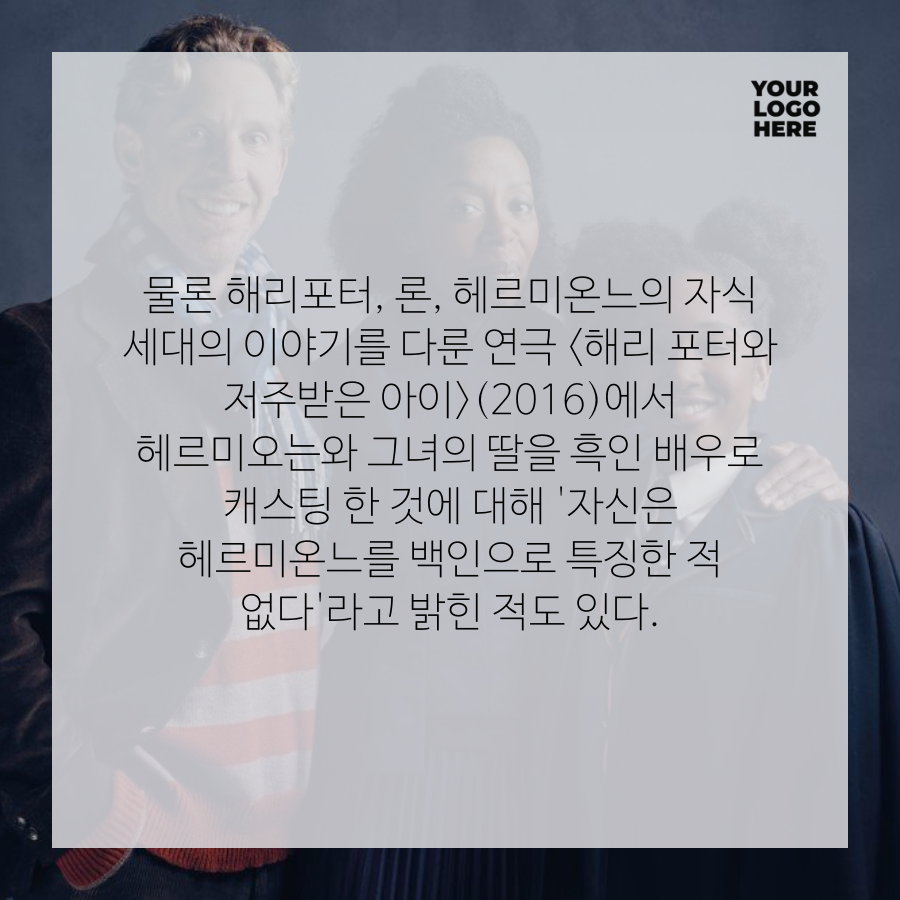 YOUR
LOGO
HERE
물론 해리포터, 론, 헤르미온느의 자식
세대의 이야기를 다룬 연극 〈해리 포터와
저주받은 아이〉(2016)에서
헤르미오는와 그녀의 딸을 흑인 배우로
캐스팅 한 것에 대해 '자신은
헤르미온느를 백인으로 특징한 적
없다'라고 밝힌 적도 있다.